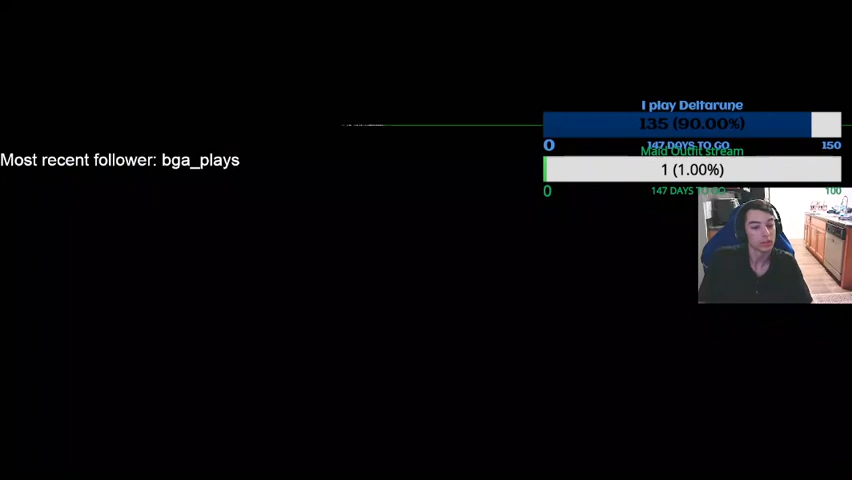 I play Deltarune
135 (90.00%)
0 147 DAYS TO GO 150
Most recent follower: bga_plays
Maid Outfit stream
1 (1.00%)
0 147 DAYS TO GO 100